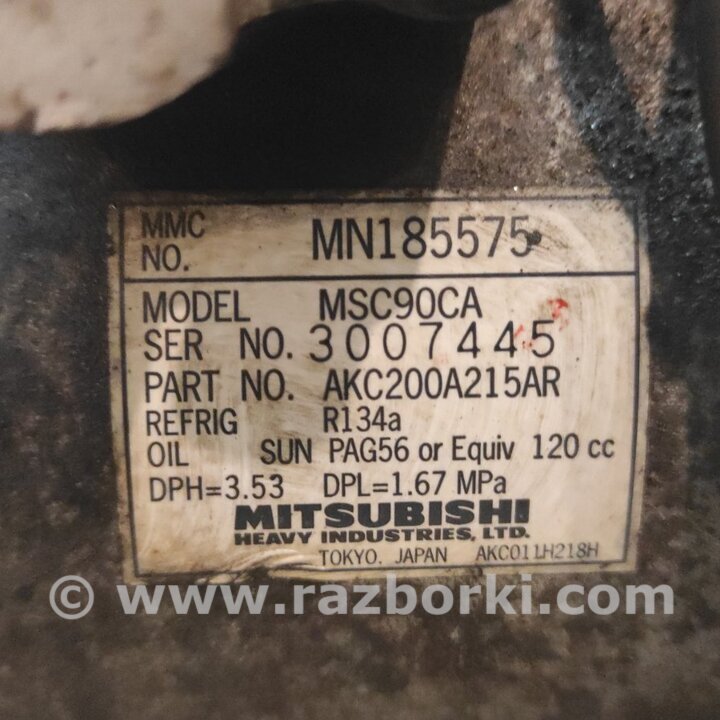 MMC NO. MN185575
MODEL MSC90CA
SER NO. 3007445
PART NO. AKC200A215AR
REFRIG R134a
OIL SUN PAG56 or Equiv 120 cc
DPH=3.53 DPL=1.67 MPa
MITSUBISHI
HEAVY INDUSTRIES, LTD.
TOKYO. JAPAN AKC011H218H
© www.razborki.com